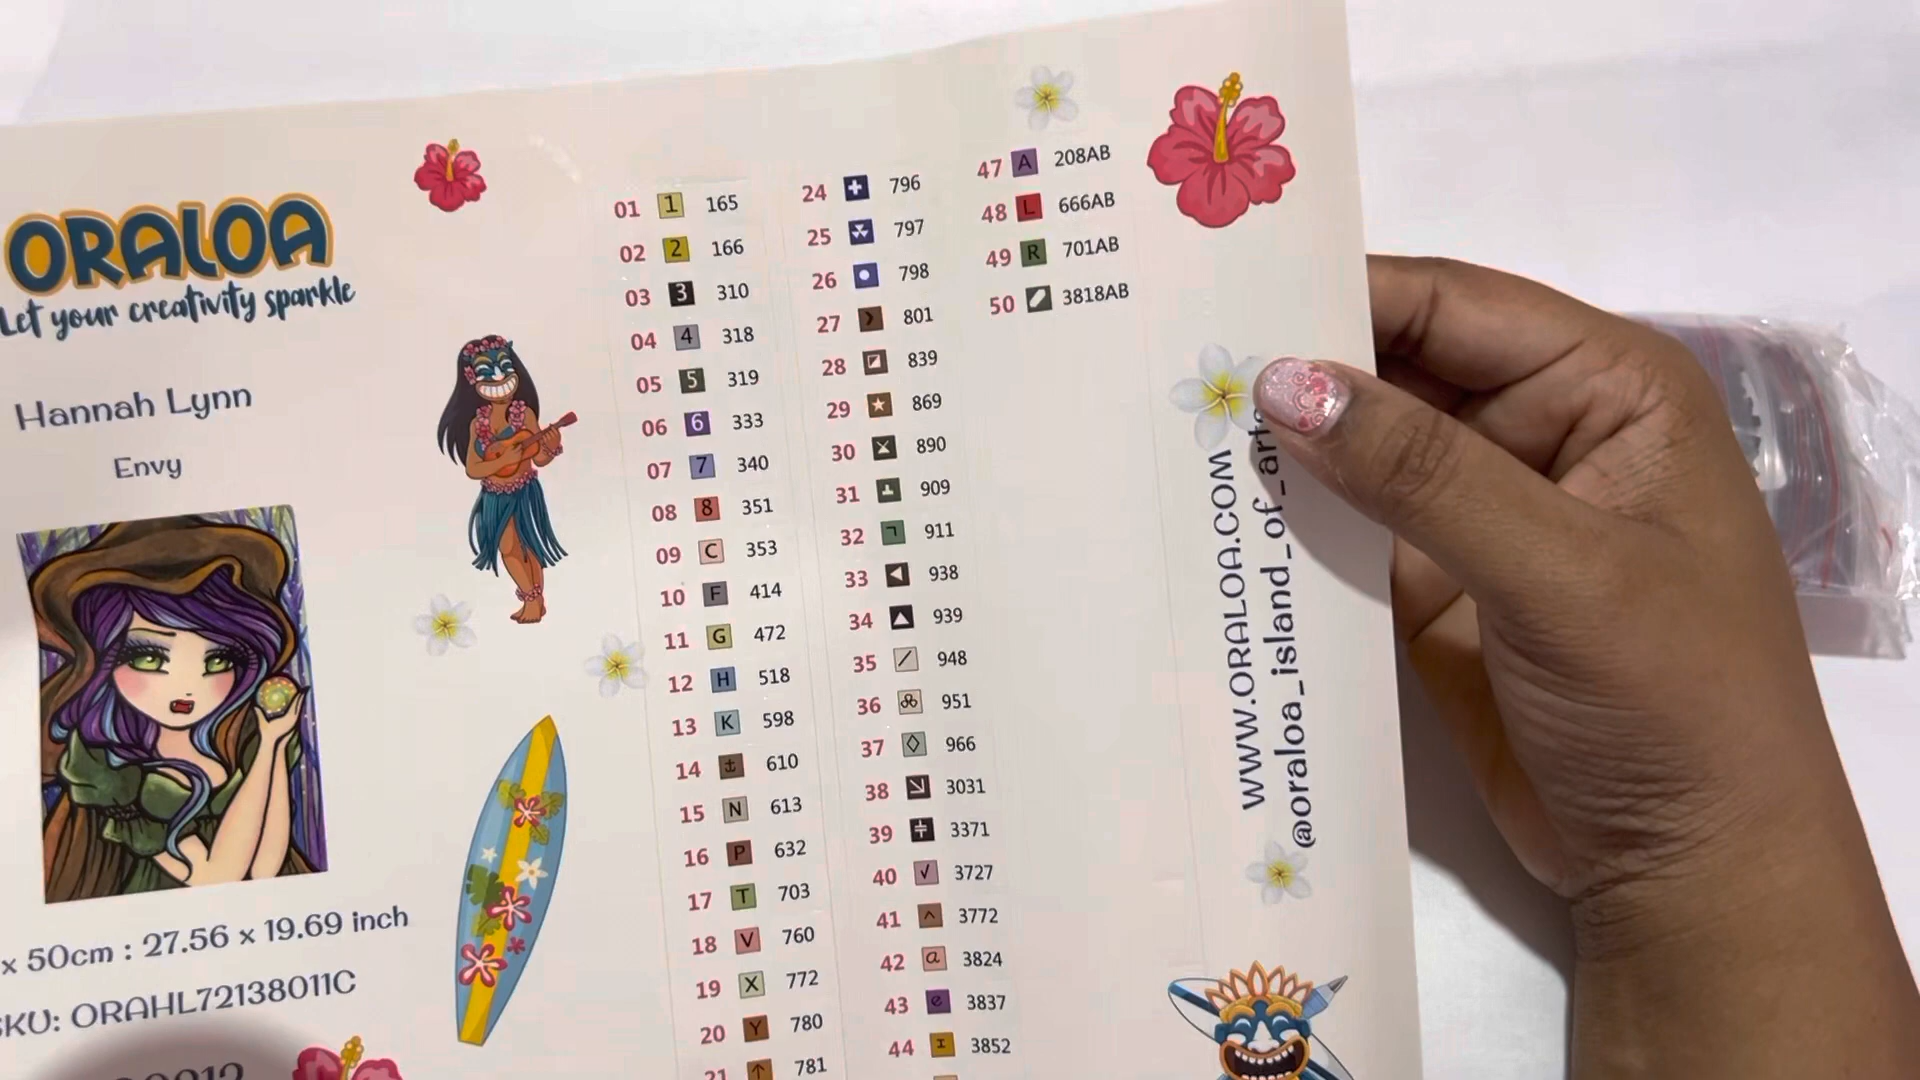 ORALOA
Let your creativity sparkle
Hannah Lynn
Envy
x 50cm : 27.56 x 19.69 inch
SKU: ORAHL72138011C
01 1 165
02 2 166
03 3 310
04 4 318
05 5 319
06 6 333
07 7 340
08 8 351
09 C 353
10 F 414
11 G 472
12 H 518
13 K 598
14 610
15 N 613
16 P 632
17 T 703
18 V 760
19 X 772
20 Y 780
21 ↑ 781
24 796
25 797
26 798
27 801
28 839
29 869
30 890
31 909
32 911
33 938
34 939
35 / 948
36 951
37 966
38 3031
39 3371
40 √ 3727
41 ^ 3772
42 a 3824
43 e 3837
44 I 3852
47 A 208AB
48 L 666AB
49 R 701AB
50 3818AB
WWW.ORALOA.COM